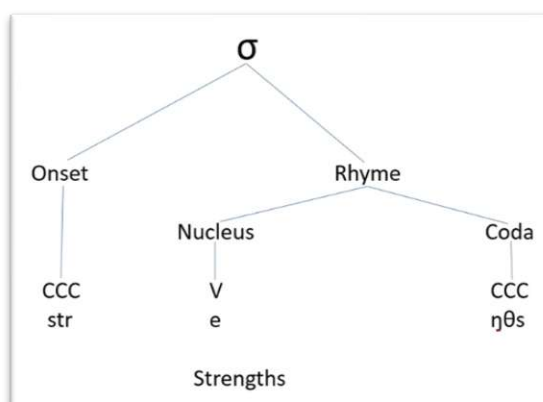 σ
Onset Rhyme
Nucleus Coda
CCC V CCC
str e ŋθs
Strengths